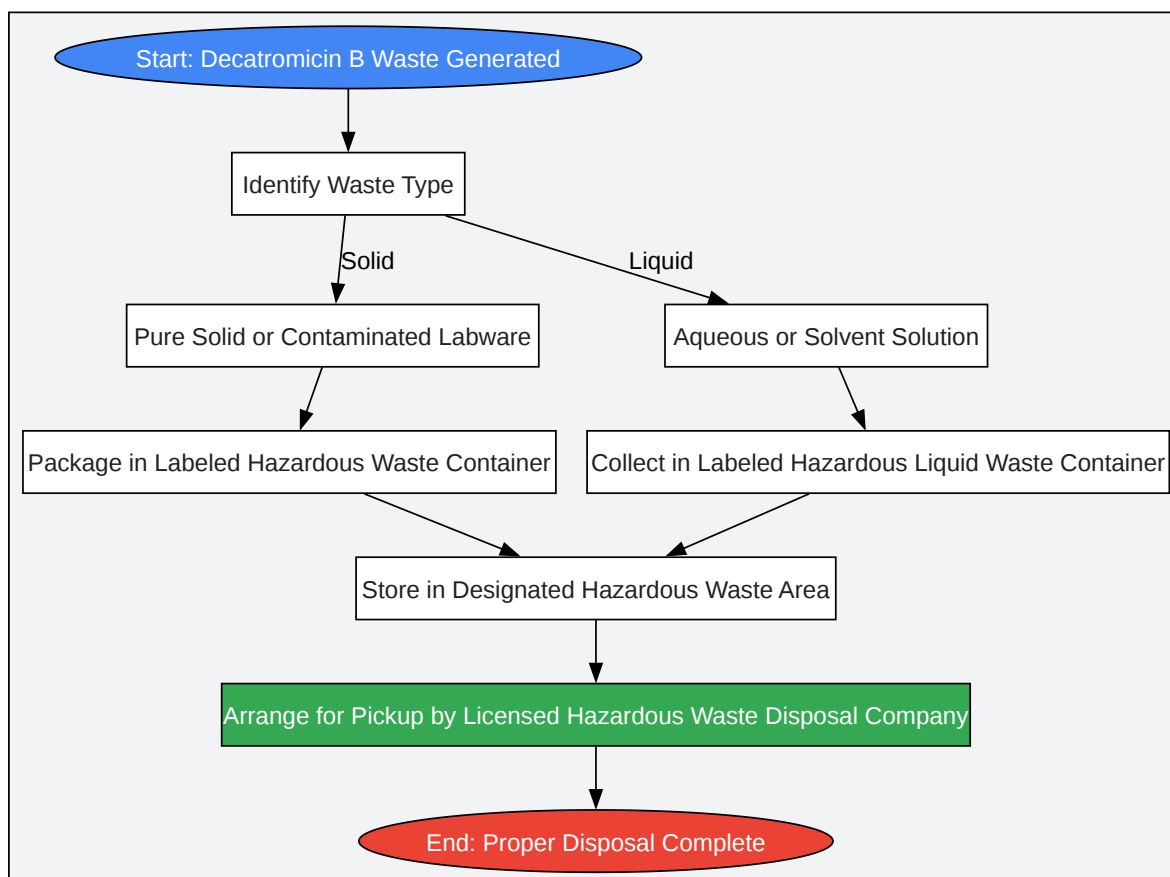 Start: Decatromicin B Waste Generated
Identify Waste Type
Solid
Liquid
Pure Solid or Contaminated Labware
Aqueous or Solvent Solution
Package in Labeled Hazardous Waste Container
Collect in Labeled Hazardous Liquid Waste Container
Store in Designated Hazardous Waste Area
Arrange for Pickup by Licensed Hazardous Waste Disposal Company
End: Proper Disposal Complete